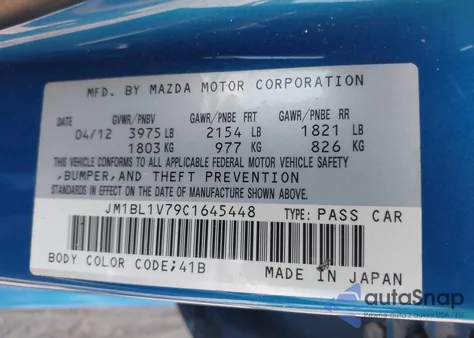 MFD. BY MAZDA MOTOR CORPORATION
GVWR/PNBV GAWR/PNBE FRT GAWR/PNBE RR
04/12 3975 LB 2154 LB 1821 LB
1803 KG 977 KG 826 KG
THIS VEHICLE CONFORMS TO ALL APPLICABLE FEDERAL MOTOR VEHICLE SAFETY
,BUMPER,AND THEFT PREVENTION
STANDARDS IN EFFECT ON THE DATE OF MANUFACTURE SHOWN ABOVE.
JM1BL1V79C1645448 TYPE: PASS CAR
BODY COLOR CODE;41B MADE IN JAPAN
autoSnap